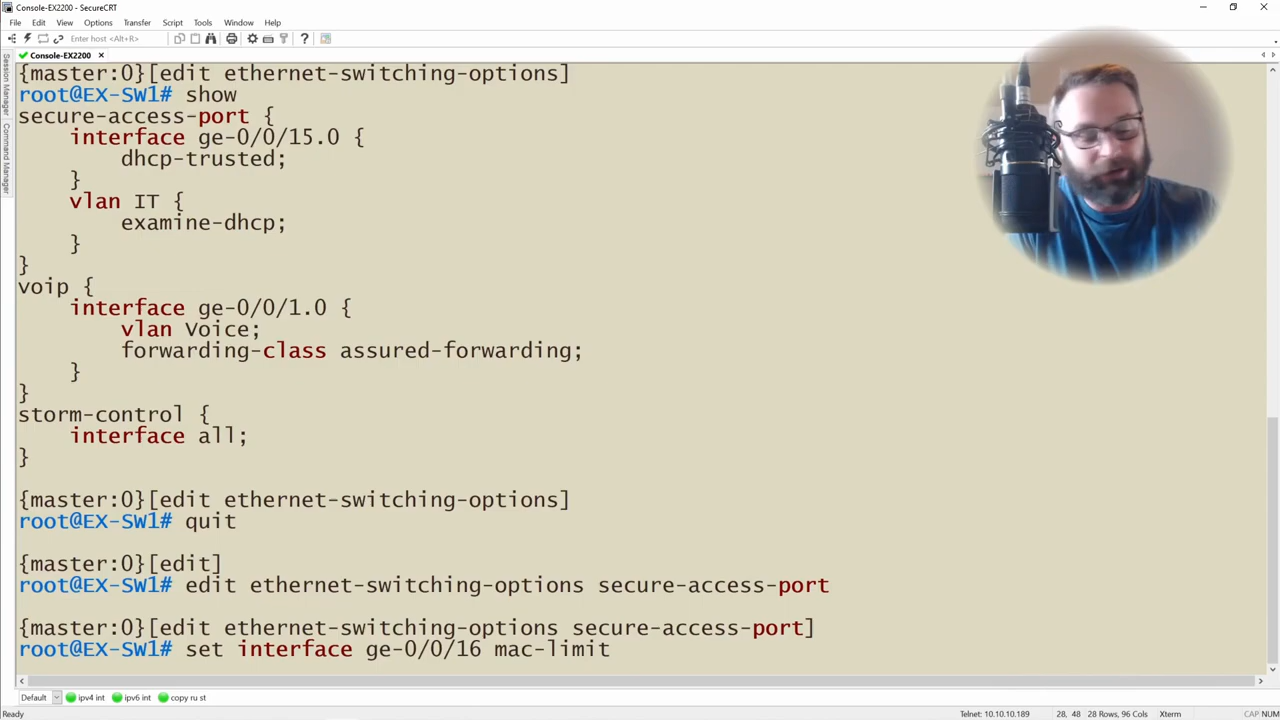 Console-EX2200 - SecureCRT
File Edit View Options Transfer Script Tools Window Help
Enter host <Alt+R>
Console-EX2200
Session Manager
Command Manager
{master:0}[edit ethernet-switching-options]
root@EX-SW1# show
secure-access-port {
    interface ge-0/0/15.0 {
        dhcp-trusted;
    }
    vlan IT {
        examine-dhcp;
    }
}
voip {
    interface ge-0/0/1.0 {
        vlan Voice;
        forwarding-class assured-forwarding;
    }
}
storm-control {
    interface all;
}
{master:0}[edit ethernet-switching-options]
root@EX-SW1# quit
{master:0}[edit]
root@EX-SW1# edit ethernet-switching-options secure-access-port
{master:0}[edit ethernet-switching-options secure-access-port]
root@EX-SW1# set interface ge-0/0/16 mac-limit
Default ipv4 int ipv6 int copy ru st
Ready Telnet: 10.10.10.189 28, 48 28 Rows, 96 Cols Xterm CAP NUM